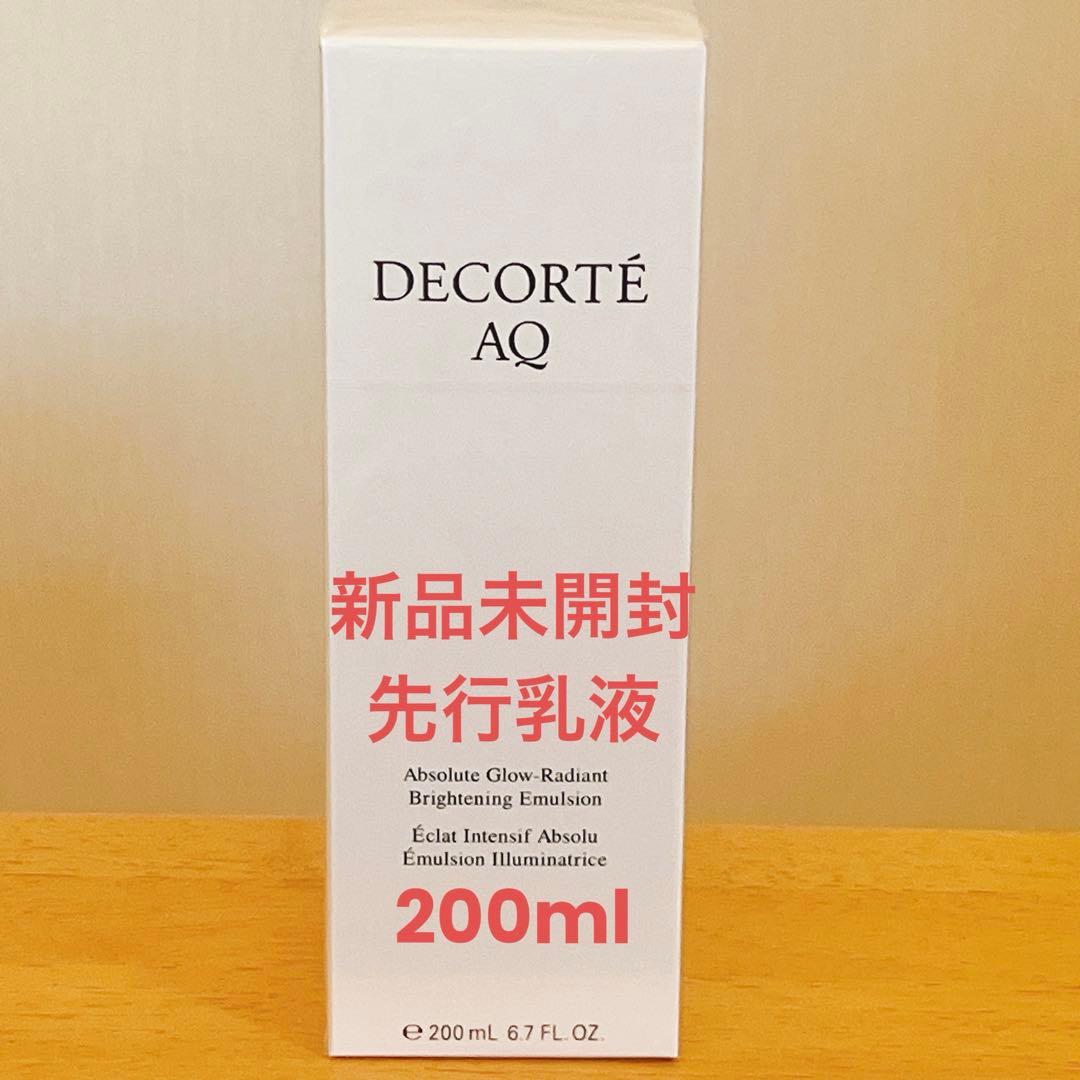 DECORTÉ
AQ
新品未開封
先行乳液
Absolute Glow-Radiant
Brightening Emulsion
Éclat Intensif Absolu
Émulsion Illuminatrice
200ml
℮ 200 mL 6.7 FL. OZ.